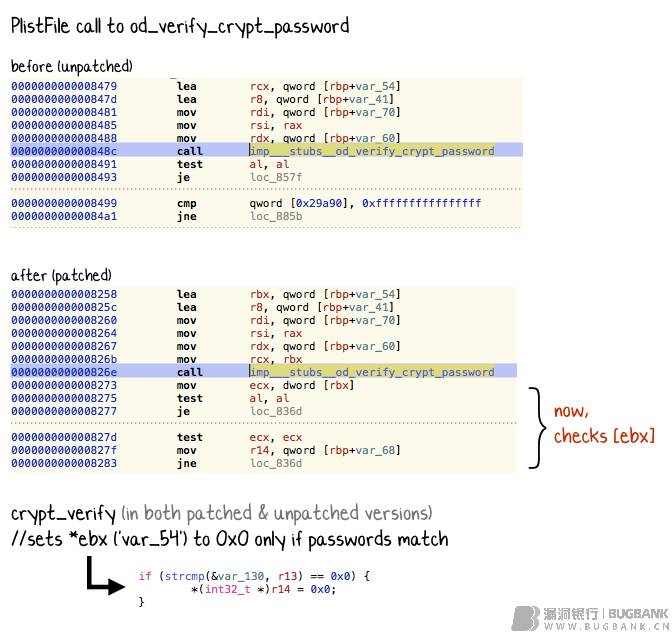 PlistFile call to od_verify_crypt_password
before (unpatched)
0000000000008479 lea rcx, qword [rbp+var_54]
000000000000847d lea r8, qword [rbp+var_41]
0000000000008481 mov rdi, qword [rbp+var_70]
0000000000008485 mov rsi, rax
0000000000008488 mov rdx, qword [rbp+var_60]
000000000000848c call imp___stubs__od_verify_crypt_password
0000000000008491 test al, al
0000000000008493 je loc_857f
0000000000008499 cmp qword [0x29a90], 0xffffffffffffffff
00000000000084a1 jne loc_885b
after (patched)
0000000000008258 lea rbx, qword [rbp+var_54]
000000000000825c lea r8, qword [rbp+var_41]
0000000000008260 mov rdi, qword [rbp+var_70]
0000000000008264 mov rsi, rax
0000000000008267 mov rdx, qword [rbp+var_60]
000000000000826b mov rcx, rbx
000000000000826e call imp___stubs__od_verify_crypt_password
0000000000008273 mov ecx, dword [rbx]
0000000000008275 test al, al
0000000000008277 je loc_836d
000000000000827d test ecx, ecx
000000000000827f mov r14, qword [rbp+var_68]
0000000000008283 jne loc_836d
now,
checks [ebx]
crypt_verify (in both patched & unpatched versions)
//sets *ebx ('var_54') to 0x0 only if passwords match
if (strcmp(&var_130, r13) == 0x0) {
*(int32_t *)r14 = 0x0;
}
漏洞银行 BUGBANK
WWW.BUGBANK.CN